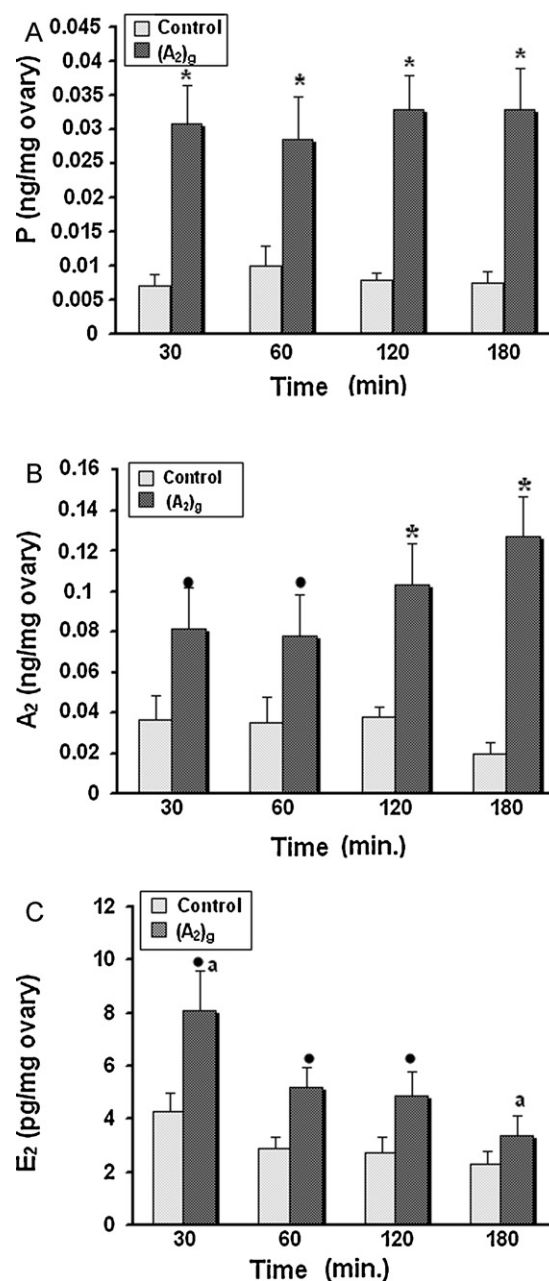 A
Control
(A₂)g
P (ng/mg ovary)
0.045
0.04
0.035
0.03
0.025
0.02
0.015
0.01
0.005
0
* * * *
30 60 120 180
Time (min)
B
Control
(A₂)g
A₂ (ng/mg ovary)
0.16
0.14
0.12
0.1
0.08
0.06
0.04
0.02
0
• • * *
30 60 120 180
Time (min.)
C
Control
(A₂)g
E₂ (pg/mg ovary)
12
10
8
6
4
2
0
• a • • a
30 60 120 180
Time (min.)